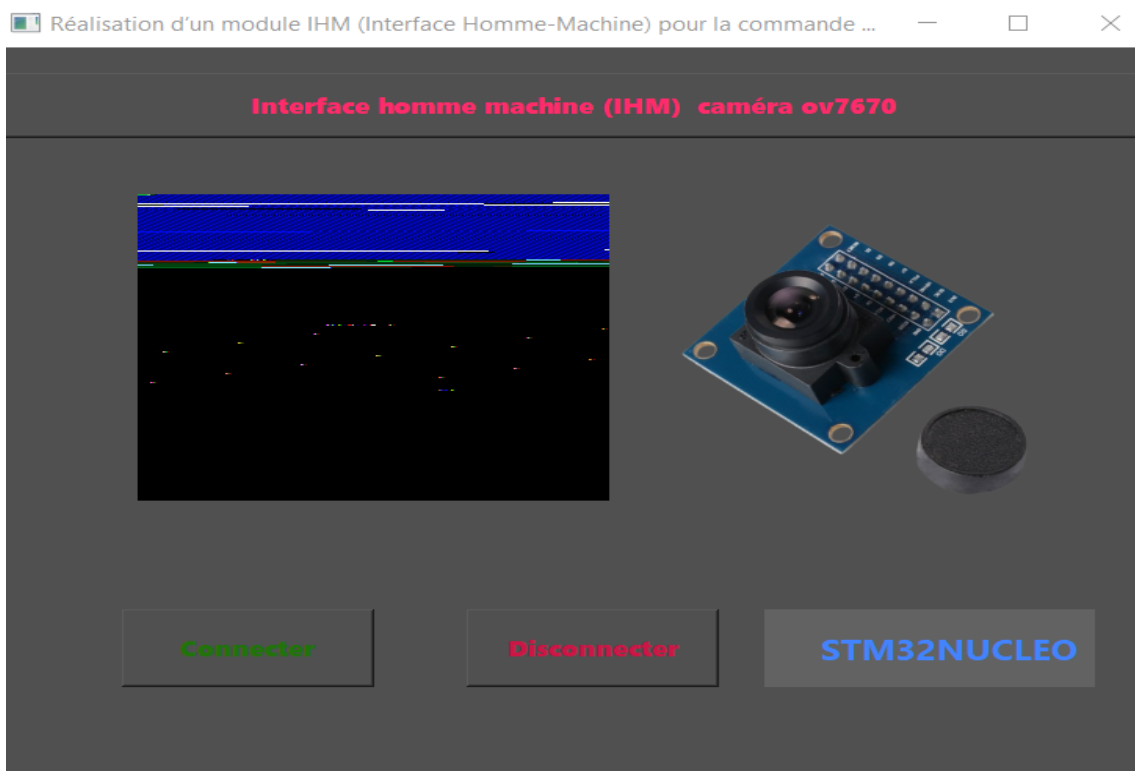 Réalisation d’un module IHM (Interface Homme-Machine) pour la commande ...
Interface homme machine (IHM)  caméra ov7670
Connecter
Disconnecter
STM32NUCLEO